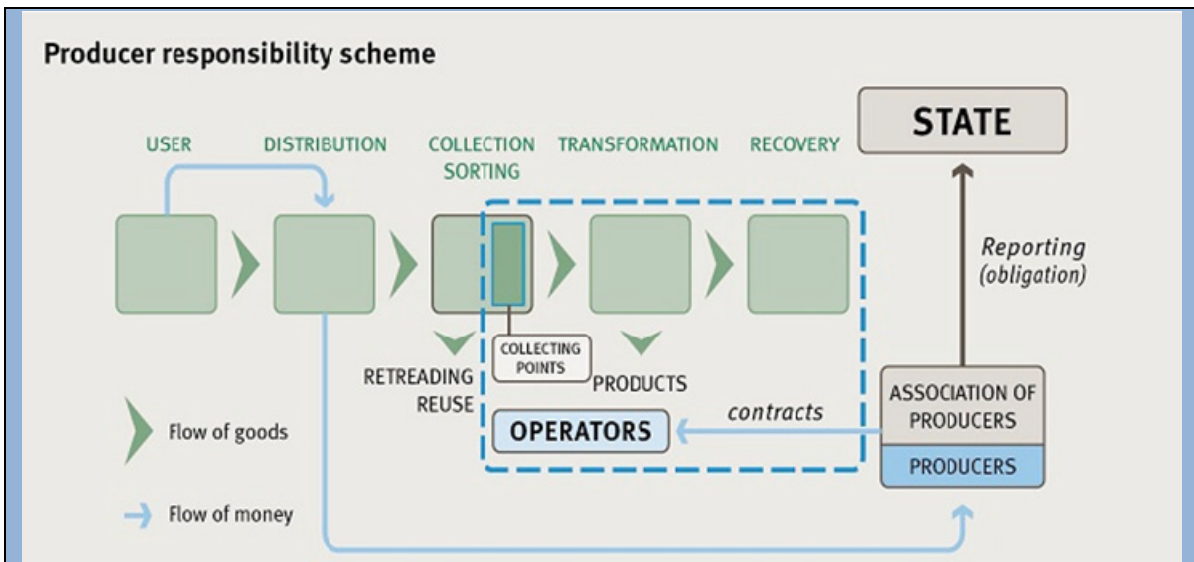 Producer responsibility scheme
STATE
USER
DISTRIBUTION
COLLECTION
SORTING
TRANSFORMATION
RECOVERY
Reporting
(obligation)
COLLECTING
POINTS
RETREADING
REUSE
PRODUCTS
ASSOCIATION OF
PRODUCERS
contracts
OPERATORS
PRODUCERS
Flow of goods
Flow of money